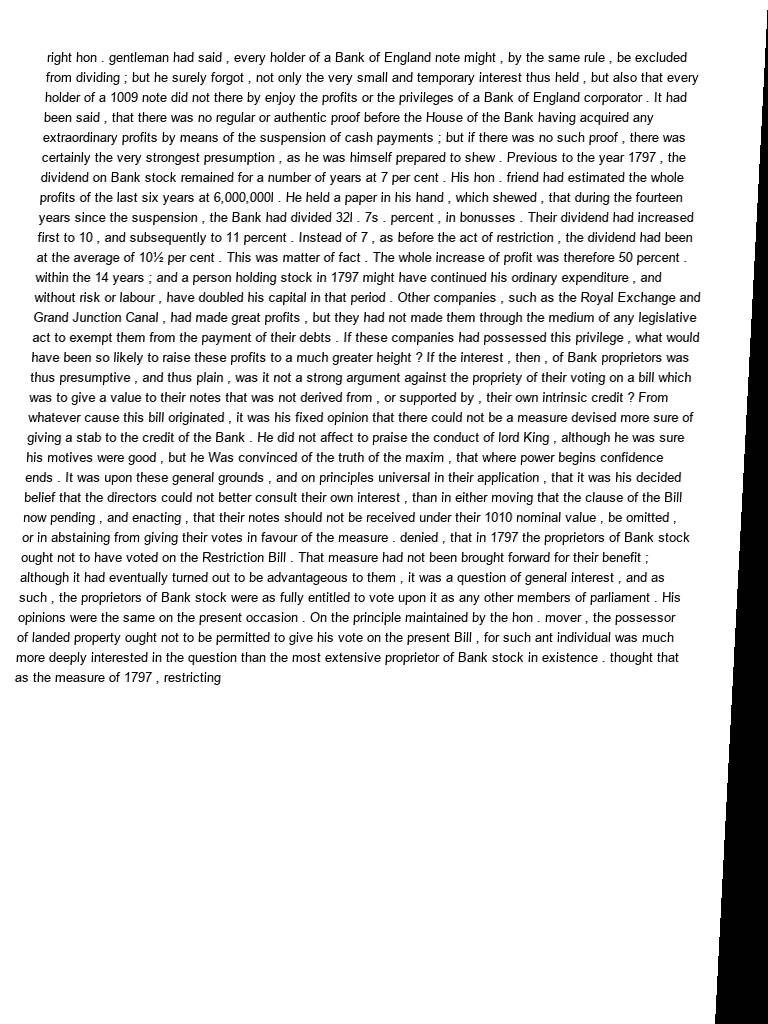 right hon . gentleman had said , every holder of a Bank of England note might , by the same rule , be excluded
from dividing ; but he surely forgot , not only the very small and temporary interest thus held , but also that every
holder of a 1009 note did not there by enjoy the profits or the privileges of a Bank of England corporator . It had
been said , that there was no regular or authentic proof before the House of the Bank having acquired any
extraordinary profits by means of the suspension of cash payments ; but if there was no such proof , there was
certainly the very strongest presumption , as he was himself prepared to shew . Previous to the year 1797 , the
dividend on Bank stock remained for a number of years at 7 per cent . His hon . friend had estimated the whole
profits of the last six years at 6,000,000l . He held a paper in his hand , which shewed , that during the fourteen
years since the suspension , the Bank had divided 32l . 7s . percent , in bonusses . Their dividend had increased
first to 10 , and subsequently to 11 percent . Instead of 7 , as before the act of restriction , the dividend had been
at the average of 10½ per cent . This was matter of fact . The whole increase of profit was therefore 50 percent .
within the 14 years ; and a person holding stock in 1797 might have continued his ordinary expenditure , and
without risk or labour , have doubled his capital in that period . Other companies , such as the Royal Exchange and
Grand Junction Canal , had made great profits , but they had not made them through the medium of any legislative
act to exempt them from the payment of their debts . If these companies had possessed this privilege , what would
have been so likely to raise these profits to a much greater height ? If the interest , then , of Bank proprietors was
thus presumptive , and thus plain , was it not a strong argument against the propriety of their voting on a bill which
was to give a value to their notes that was not derived from , or supported by , their own intrinsic credit ? From
whatever cause this bill originated , it was his fixed opinion that there could not be a measure devised more sure of
giving a stab to the credit of the Bank . He did not affect to praise the conduct of lord King , although he was sure
his motives were good , but he Was convinced of the truth of the maxim , that where power begins confidence
ends . It was upon these general grounds , and on principles universal in their application , that it was his decided
belief that the directors could not better consult their own interest , than in either moving that the clause of the Bill
now pending , and enacting , that their notes should not be received under their 1010 nominal value , be omitted ,
or in abstaining from giving their votes in favour of the measure . denied , that in 1797 the proprietors of Bank stock
ought not to have voted on the Restriction Bill . That measure had not been brought forward for their benefit ;
although it had eventually turned out to be advantageous to them , it was a question of general interest , and as
such , the proprietors of Bank stock were as fully entitled to vote upon it as any other members of parliament . His
opinions were the same on the present occasion . On the principle maintained by the hon . mover , the possessor
of landed property ought not to be permitted to give his vote on the present Bill , for such ant individual was much
more deeply interested in the question than the most extensive proprietor of Bank stock in existence . thought that
as the measure of 1797 , restricting